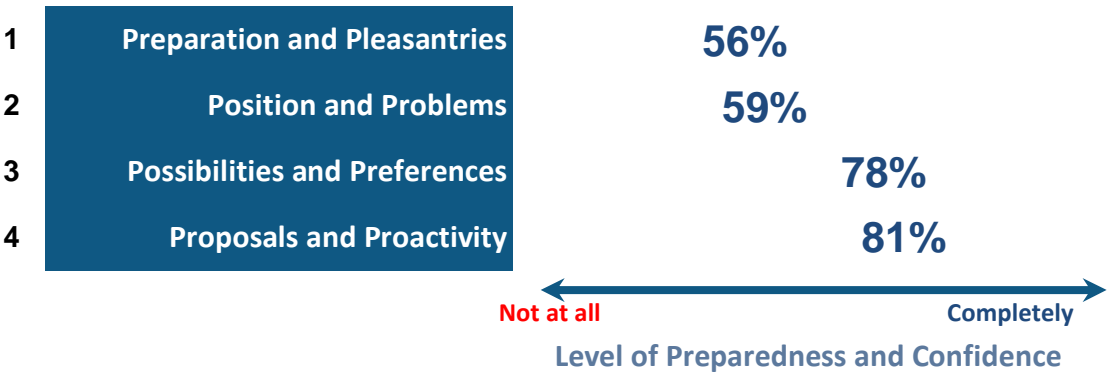 1 Preparation and Pleasantries 56%
2 Position and Problems 59%
3 Possibilities and Preferences 78%
4 Proposals and Proactivity 81%
Not at all Completely
Level of Preparedness and Confidence